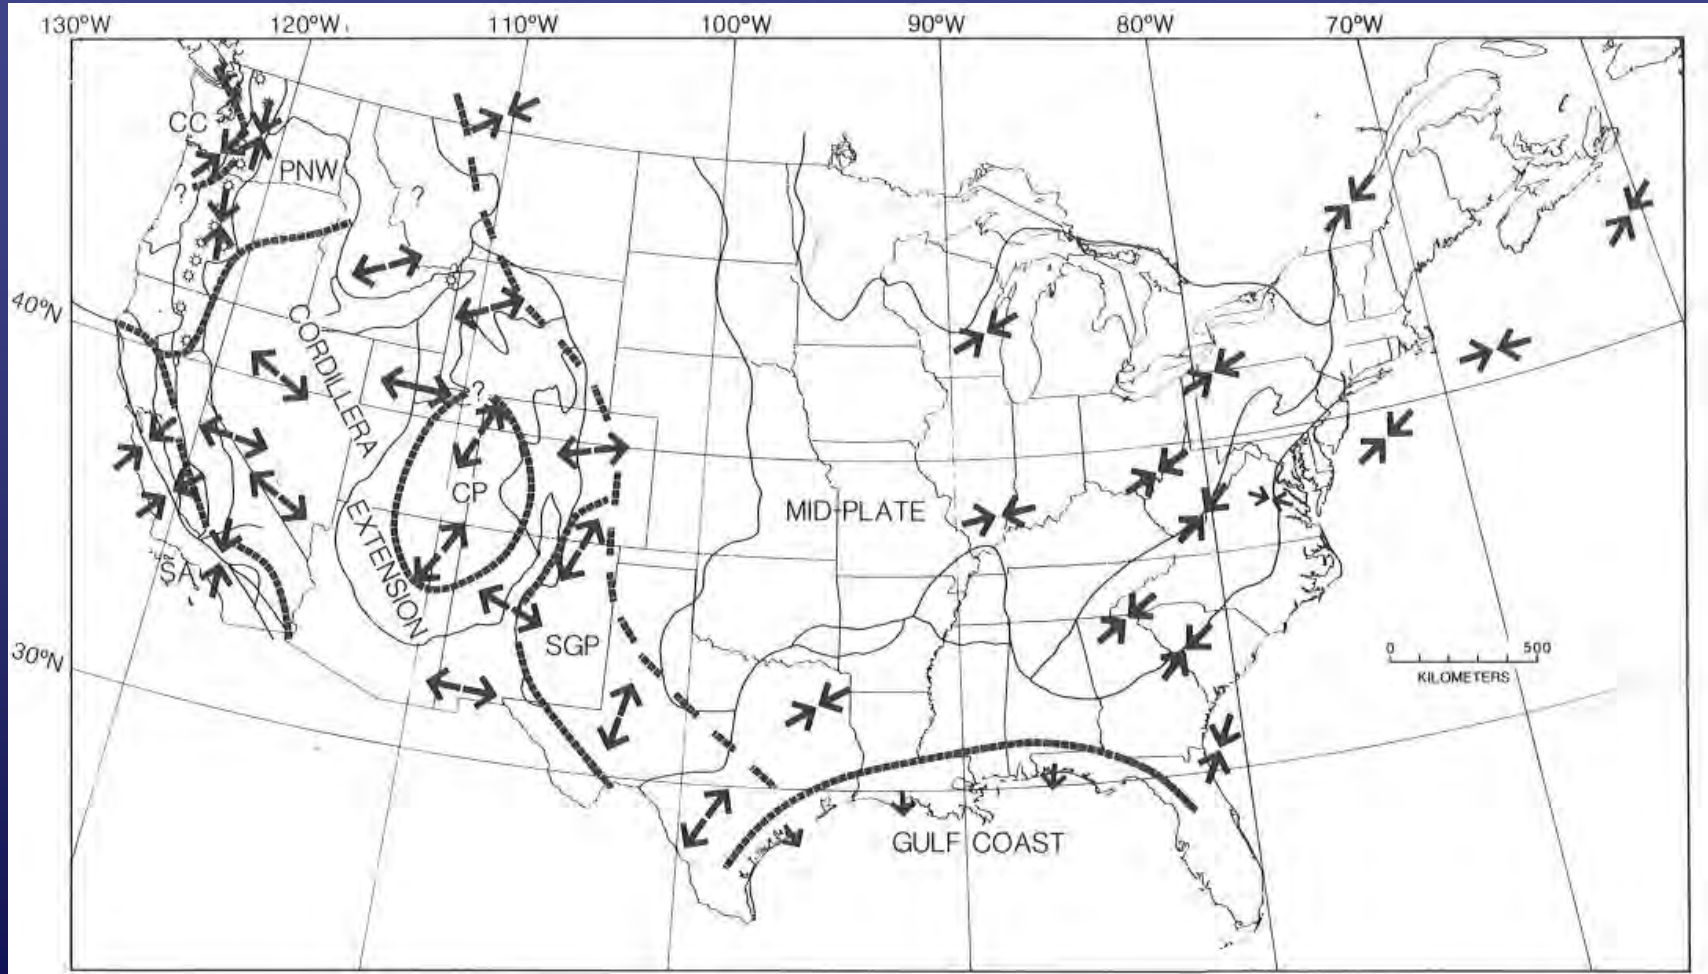 130°W 120°W 110°W 100°W 90°W 80°W 70°W
CC
PNW
?
?
40°N
CORDILLERA
?
CP
MID-PLATE
EXTENSION
SA
SGP
30°N
0 500
KILOMETERS
GULF COAST